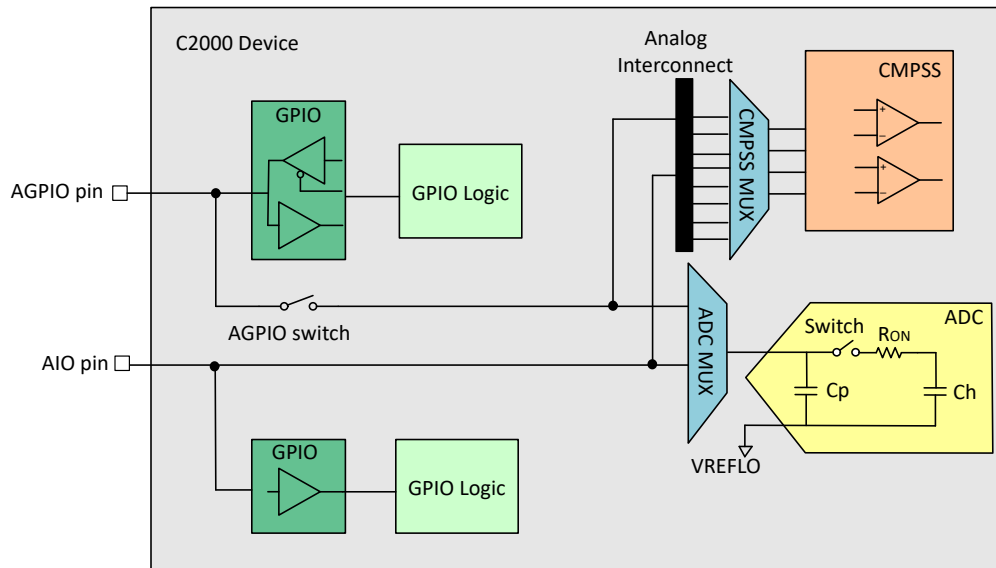 C2000 Device
Analog
Interconnect
CMPSS
GPIO
CMPSS MUX
+
−
+
−
GPIO Logic
AGPIO pin
AGPIO switch
ADC MUX
ADC
Switch
RON
AIO pin
Cp
Ch
GPIO
GPIO Logic
VREFLO